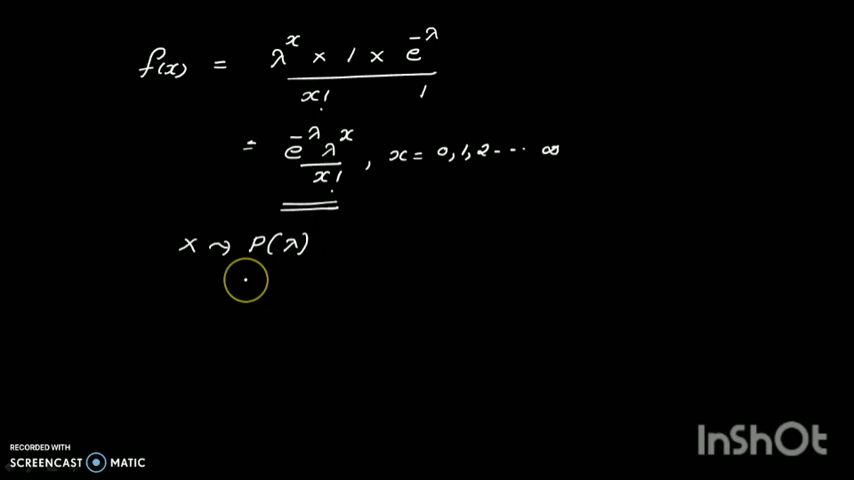 f(x) = λ^x × 1 × e^-λ
x! 1
= e^-λ λ^x / x! , x = 0, 1, 2 - - - ∞
X ~> P(λ)
RECORDED WITH
SCREENCAST MATIC
InShOt